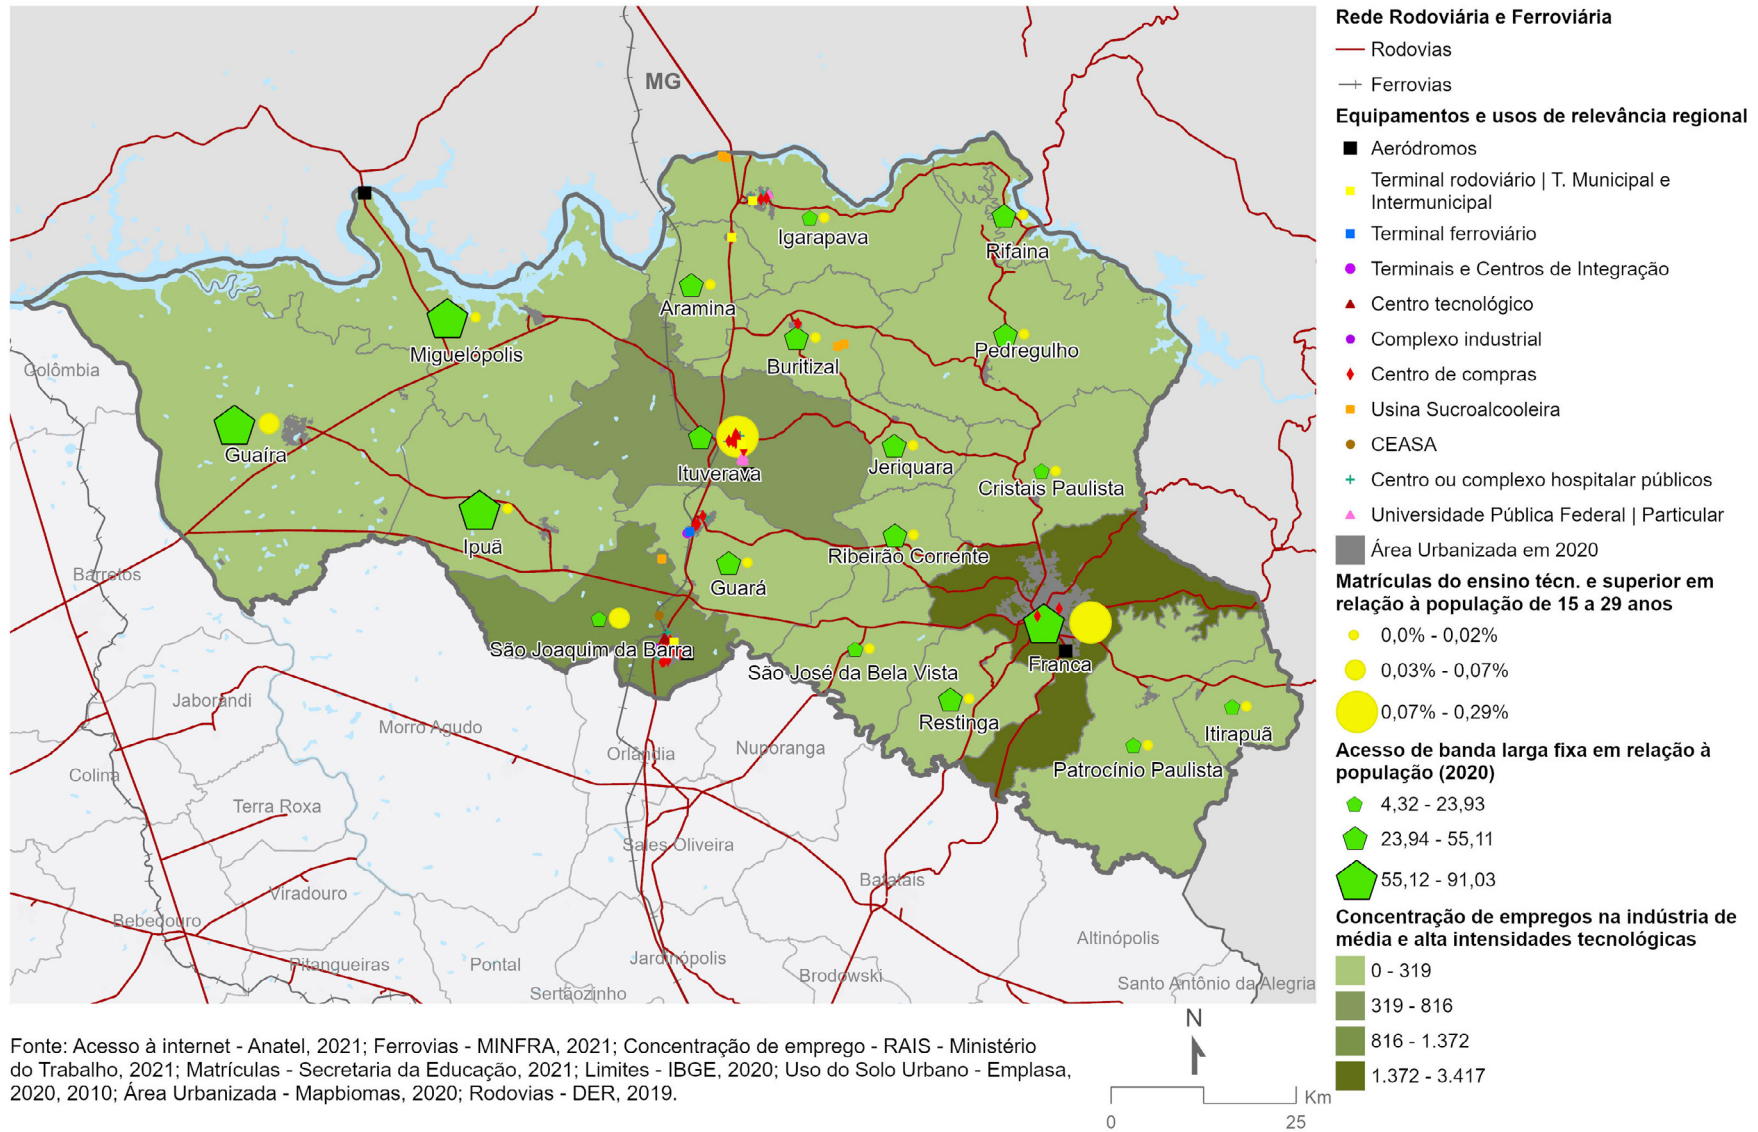 MG
Igarapava
Rifaina
Aramina
Miguelópolis
Buritizal
Pedregulho
Golômbia
Guaíra
Ituverava
Jeriquara
Cristais Paulista
Ipuã
Ribeirão Corrente
Barretos
Guará
São Joaquim da Barra
São José da Bela Vista
Franca
Jaborandi
Morro Agudo
Restinga
Itirapuã
Orlândia
Nuporanga
Colina
Patrocínio Paulista
Terra Roxa
Sales Oliveira
Viradouro
Batatais
Bebedouro
Altinópolis
Pitangueiras
Pontal
Jardinópolis
Brodowski
Sertãozinho
Santo Antônio da Alegria
Rede Rodoviária e Ferroviária
Rodovias
Ferrovias
Equipamentos e usos de relevância regional
Aeródromos
Terminal rodoviário | T. Municipal e
Intermunicipal
Terminal ferroviário
Terminais e Centros de Integração
Centro tecnológico
Complexo industrial
Centro de compras
Usina Sucroalcooleira
CEASA
Centro ou complexo hospitalar públicos
Universidade Pública Federal | Particular
Área Urbanizada em 2020
Matrículas do ensino técn. e superior em
relação à população de 15 a 29 anos
0,0% - 0,02%
0,03% - 0,07%
0,07% - 0,29%
Acesso de banda larga fixa em relação à
população (2020)
4,32 - 23,93
23,94 - 55,11
55,12 - 91,03
Concentração de empregos na indústria de
média e alta intensidades tecnológicas
0 - 319
319 - 816
816 - 1.372
1.372 - 3.417
N
Km
0 25
Fonte: Acesso à internet - Anatel, 2021; Ferrovias - MINFRA, 2021; Concentração de emprego - RAIS - Ministério
do Trabalho, 2021; Matrículas - Secretaria da Educação, 2021; Limites - IBGE, 2020; Uso do Solo Urbano - Emplasa,
2020, 2010; Área Urbanizada - Mapbiomas, 2020; Rodovias - DER, 2019.